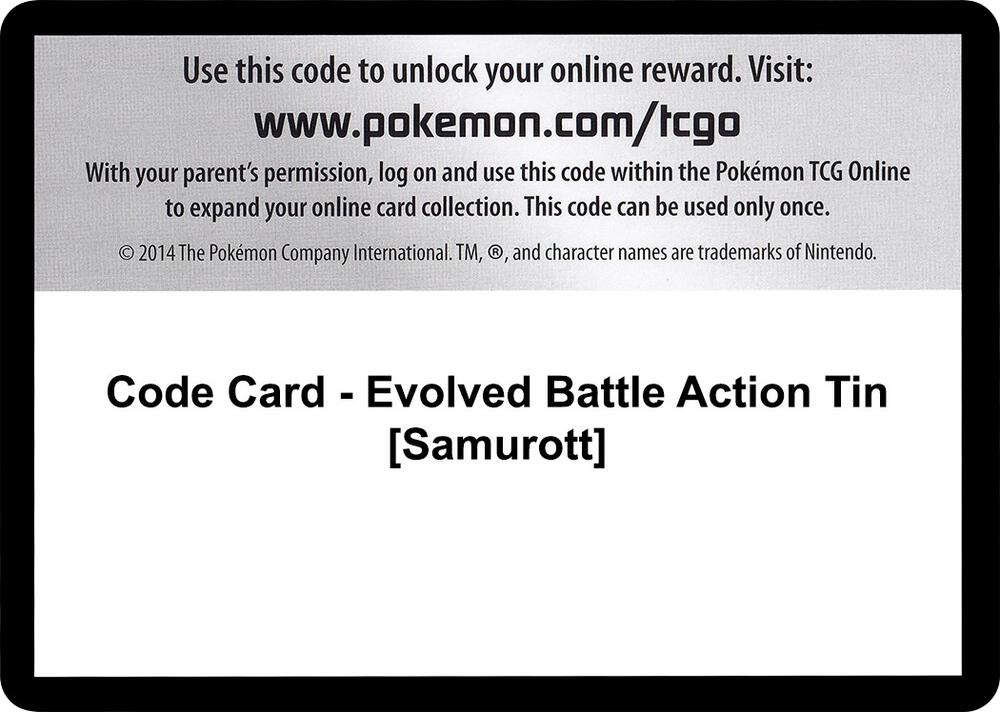 Use this code to unlock your online reward. Visit:
www.pokemon.com/tcgo
With your parent’s permission, log on and use this code within the Pokémon TCG Online
to expand your online card collection. This code can be used only once.
© 2014 The Pokémon Company International. TM, ®, and character names are trademarks of Nintendo.
Code Card - Evolved Battle Action Tin
[Samurott]